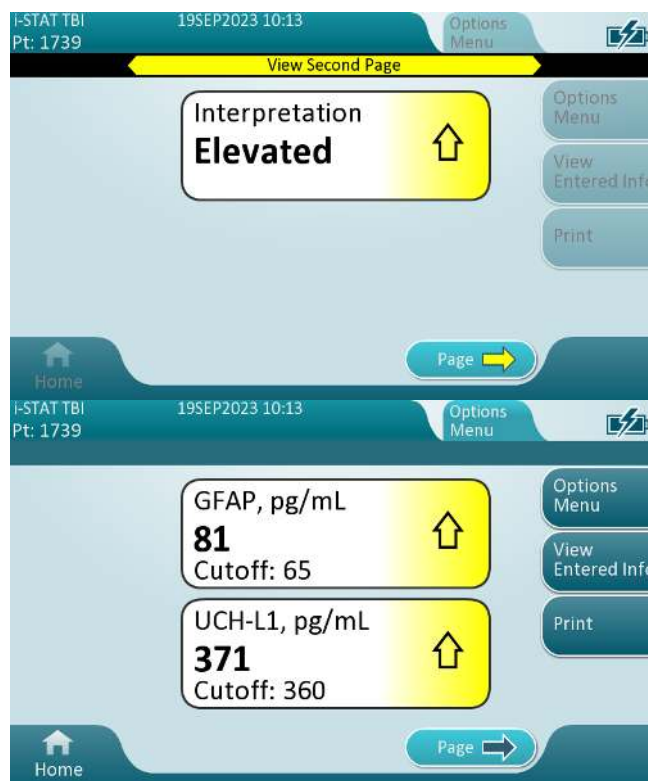 i-STAT TBI
Pt: 1739
19SEP2023 10:13
Options
Menu
View Second Page
Interpretation
Elevated
Options
Menu
View
Entered Info
Print
Page
Home
i-STAT TBI
Pt: 1739
19SEP2023 10:13
Options
Menu
GFAP, pg/mL
81
Cutoff: 65
UCH-L1, pg/mL
371
Cutoff: 360
Options
Menu
View
Entered Info
Print
Page
Home